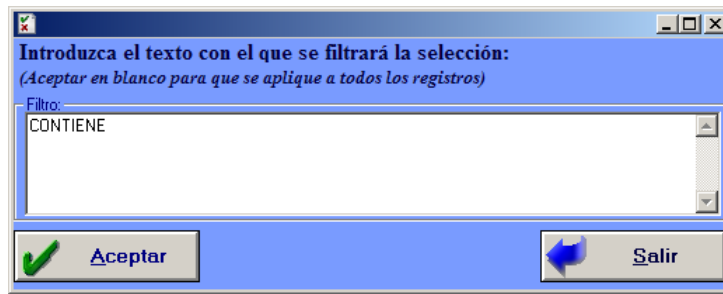 Introduzca el texto con el que se filtrará la selección:
(Aceptar en blanco para que se aplique a todos los registros)
Filtro:
CONTIENE
Aceptar
Salir